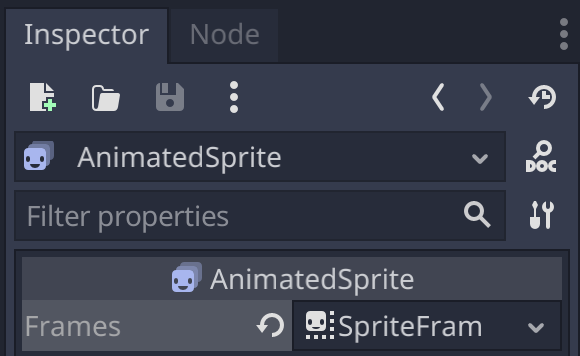 Inspector Node
AnimatedSprite DOC
Filter properties
AnimatedSprite
Frames SpriteFram